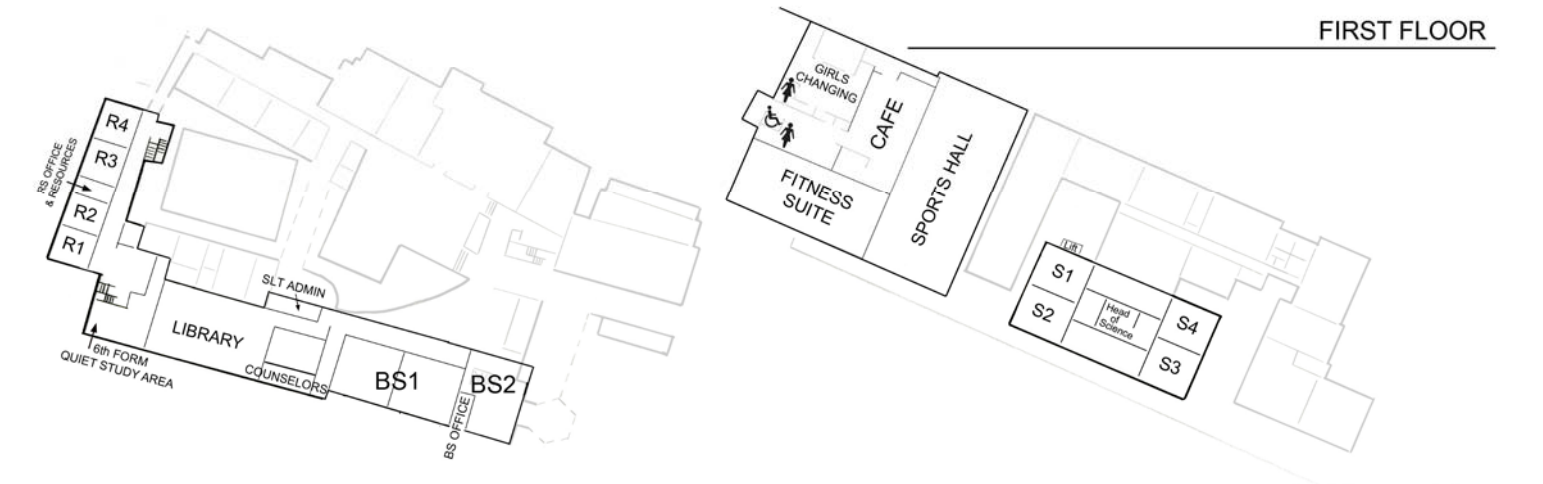 FIRST FLOOR
R4
R3
RS OFFICE
& RESOURCES
R2
R1
SLT ADMIN
LIBRARY
6th FORM
QUIET STUDY AREA
COUNSELORS
BS1
BS2
BS OFFICE
GIRLS
CHANGING
CAFE
FITNESS
SUITE
SPORTS HALL
Lift
S1
S2
Head
of
Science
S4
S3